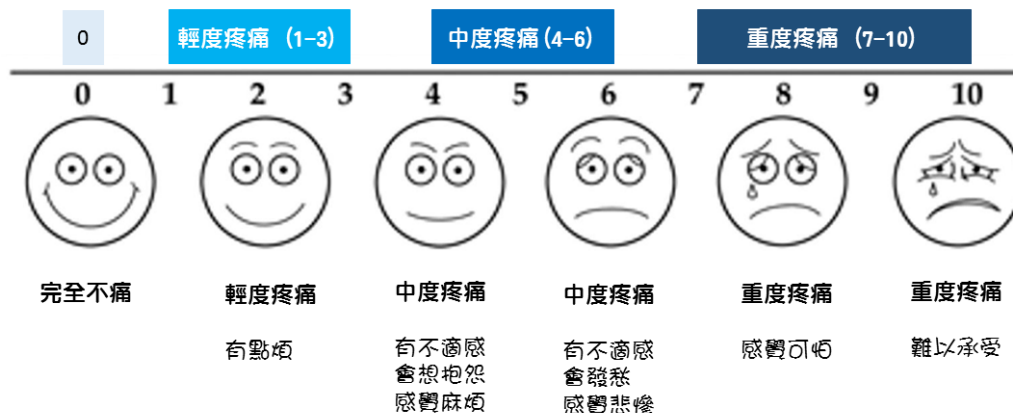 0 輕度疼痛 (1-3) 中度疼痛(4-6) 重度疼痛 (7-10)
0 1 2 3 4 5 6 7 8 9 10
完全不痛 輕度疼痛 中度疼痛 中度疼痛 重度疼痛 重度疼痛
有點煩 有不適感 有不適感 感覺可怕 難以承受
會想抱怨 會發愁
感覺麻煩 感覺悲慘